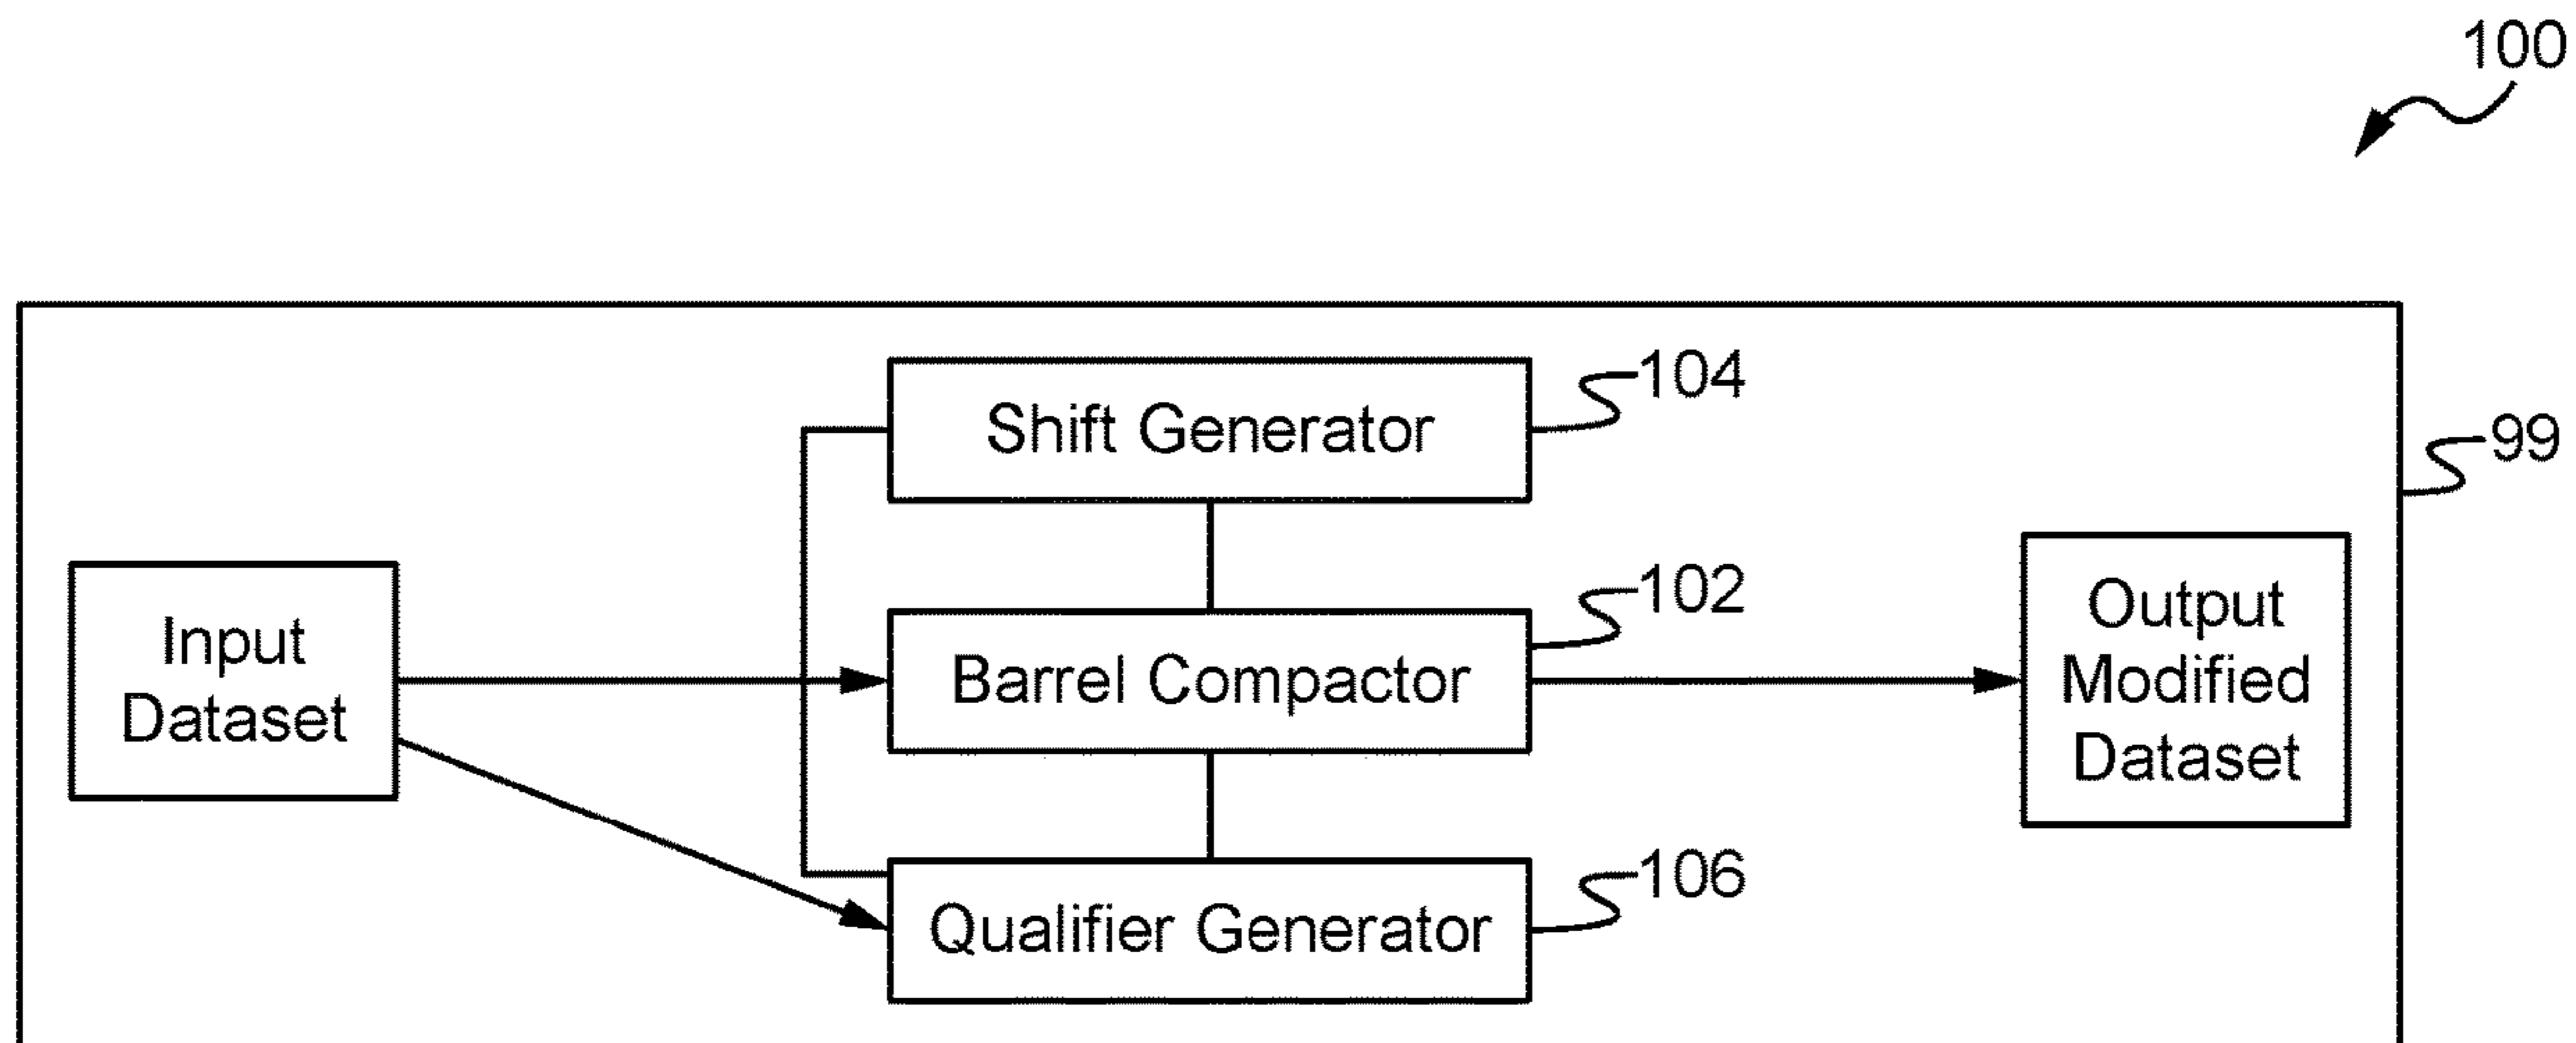 100
Shift Generator
104
99
Input
Dataset
Barrel Compactor
102
Output
Modified
Dataset
Qualifier Generator
106